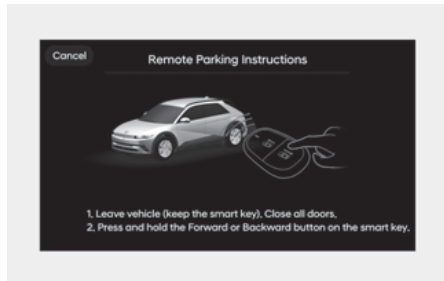 Cancel
Remote Parking Instructions
1. Leave vehicle (keep the smart key), Close all doors.
2. Press and hold the Forward or Backward button on the smart key.